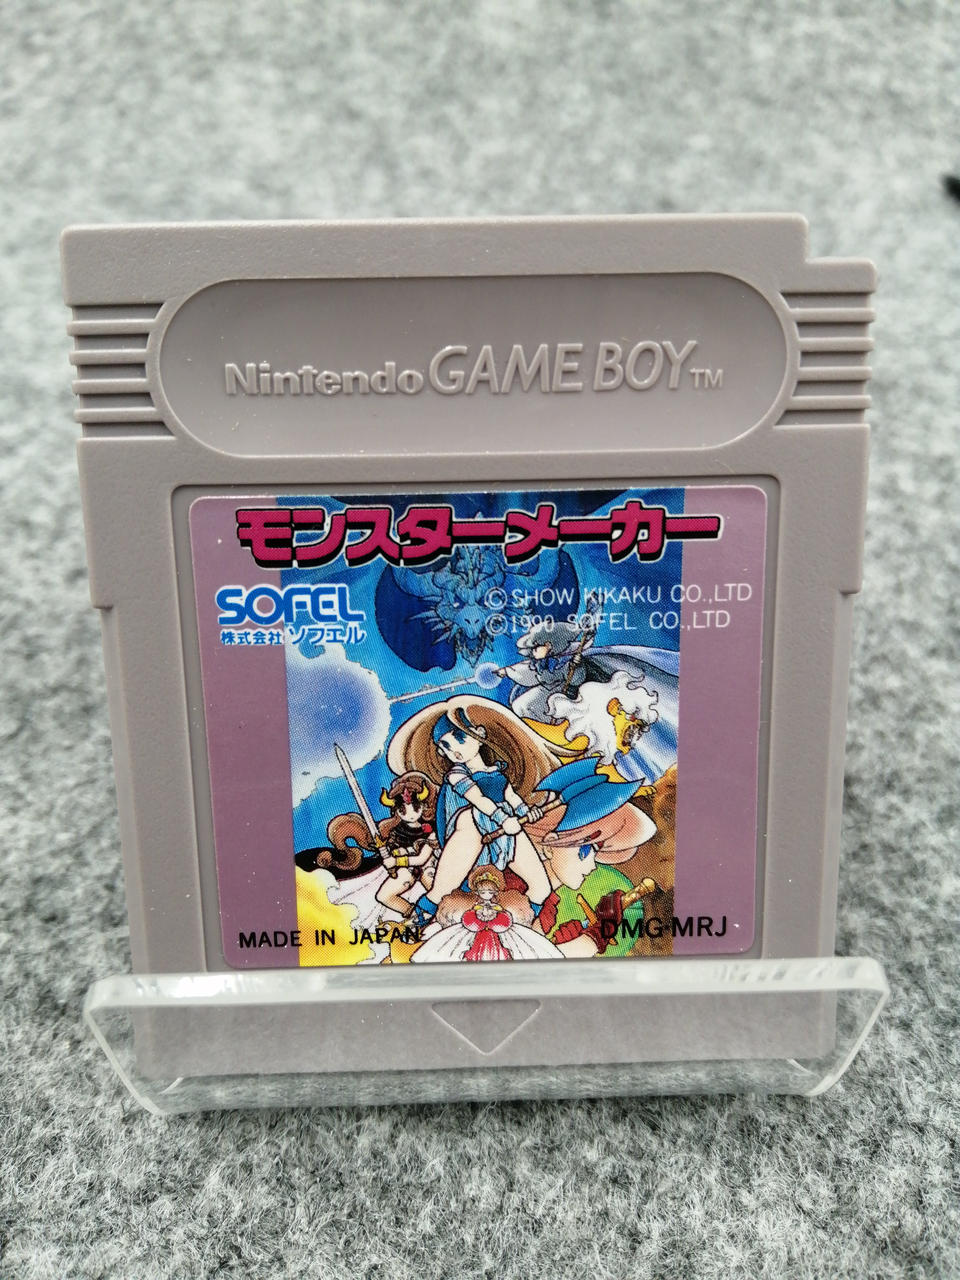 Nintendo GAME BOY™
モンスターメーカー
SOFEL
株式会社ソフエル
©SHOW KIKAKU CO.,LTD
©1990 SOFEL CO.,LTD
MADE IN JAPAN
DMG-MRJ